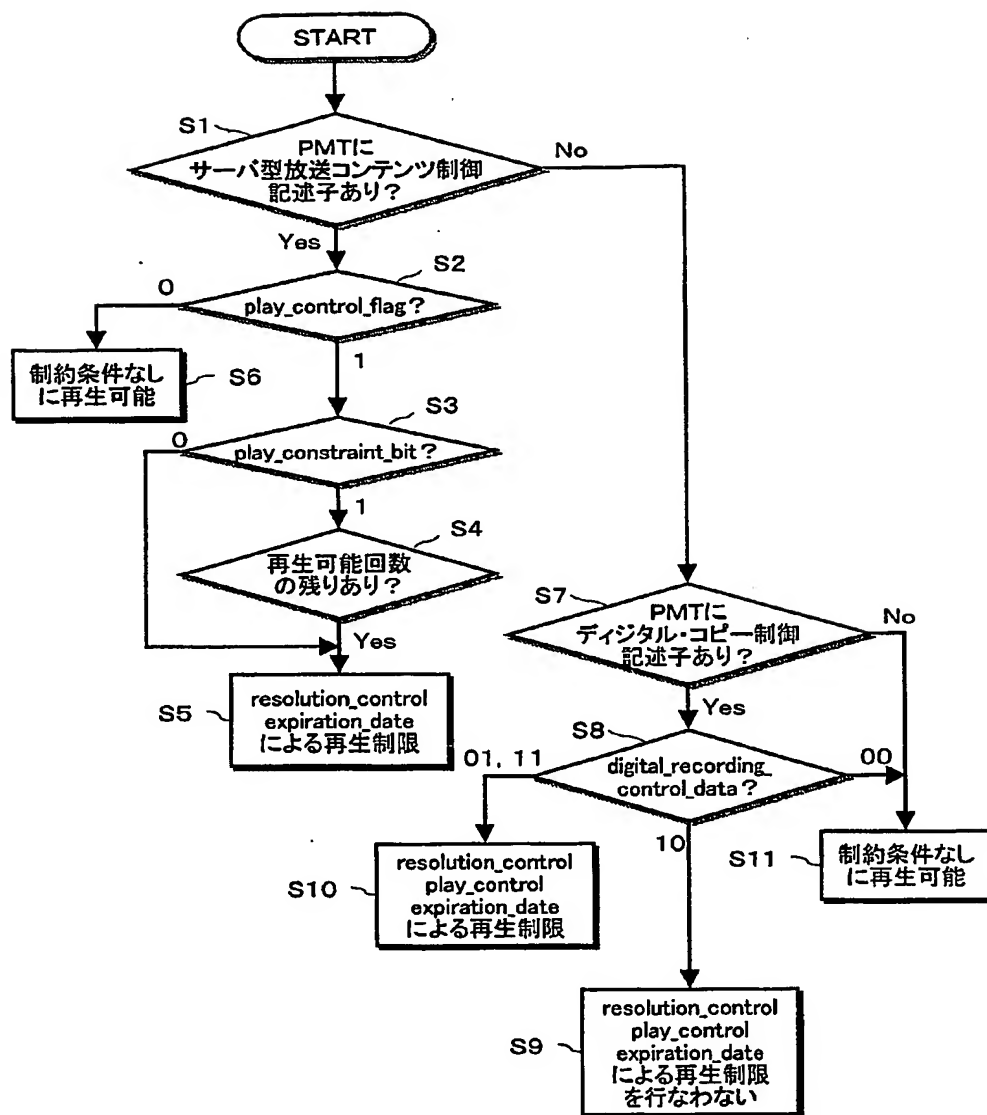 START
S1
PMTに
サーバ型放送コンテンツ制御
記述子あり?
No
Yes
S2
0
play_control_flag?
制約条件なし
に再生可能
S6
1
S3
0
play_constraint_bit?
1
S4
再生可能回数
の残りあり?
Yes
S5
resolution_control
expiration_date
による再生制限
S7
PMTに
ディジタル・コピー制御
記述子あり?
No
Yes
S8
01, 11
digital_recording_
control_data?
00
10
S10
resolution_control
play_control
expiration_date
による再生制限
S11
制約条件なし
に再生可能
S9
resolution_control
play_control
expiration_date
による再生制限
を行なわない